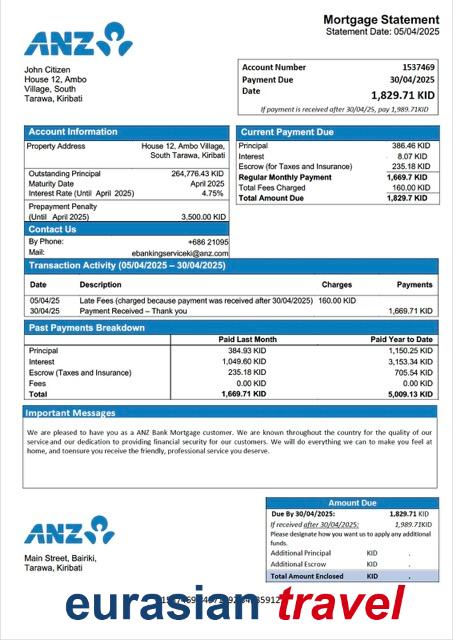 Mortgage Statement
Statement Date: 05/04/2025
ANZ
John Citizen
House 12, Ambo
Village, South
Tarawa, Kiribati
Account Number 1537469
Payment Due 30/04/2025
Date 1,829.71 KID
If payment is received after 30/04/25, pay 1,989.71KID
Account Information
Property Address House 12, Ambo Village,
South Tarawa, Kiribati
Outstanding Principal 264,776.43 KID
Maturity Date April 2025
Interest Rate (Until April 2025) 4.75%
Prepayment Penalty
(Until April 2025) 3,500.00 KID
Contact Us
By Phone: +686 21095
Mail: ebankingserviceki@anz.com
Current Payment Due
Principal 386.46 KID
Interest 8.07 KID
Escrow (for Taxes and Insurance) 235.18 KID
Regular Monthly Payment 1,669.7 KID
Total Fees Charged 160.00 KID
Total Amount Due 1,829.7 KID
Transaction Activity (05/04/2025 – 30/04/2025)
Date Description Charges Payments
05/04/25 Late Fees (charged because payment was received after 30/04/2025) 160.00 KID
30/04/25 Payment Received – Thank you 1,669.71 KID
Past Payments Breakdown
Paid Last Month Paid Year to Date
Principal 384.93 KID 1,150.25 KID
Interest 1,049.60 KID 3,153.34 KID
Escrow (Taxes and Insurance) 235.18 KID 705.54 KID
Fees 0.00 KID 0.00 KID
Total 1,669.71 KID 5,009.13 KID
Important Messages
We are pleased to have you as a ANZ Bank Mortgage customer. We are known throughout the country for the quality of our
service and our dedication to providing financial security for our customers. We will do everything we can to make you feel at
home, and toensure you receive the friendly, professional service you deserve.
ANZ
Main Street, Bairiki,
Tarawa, Kiribati
Amount Due
Due By 30/04/2025: 1,829.71 KID
If received after 30/04/2025: 1,989.71KID
Please designate how you want us to apply any additional
funds.
Additional Principal KID .
Additional Escrow KID .
Total Amount Enclosed KID .
eurasian travel